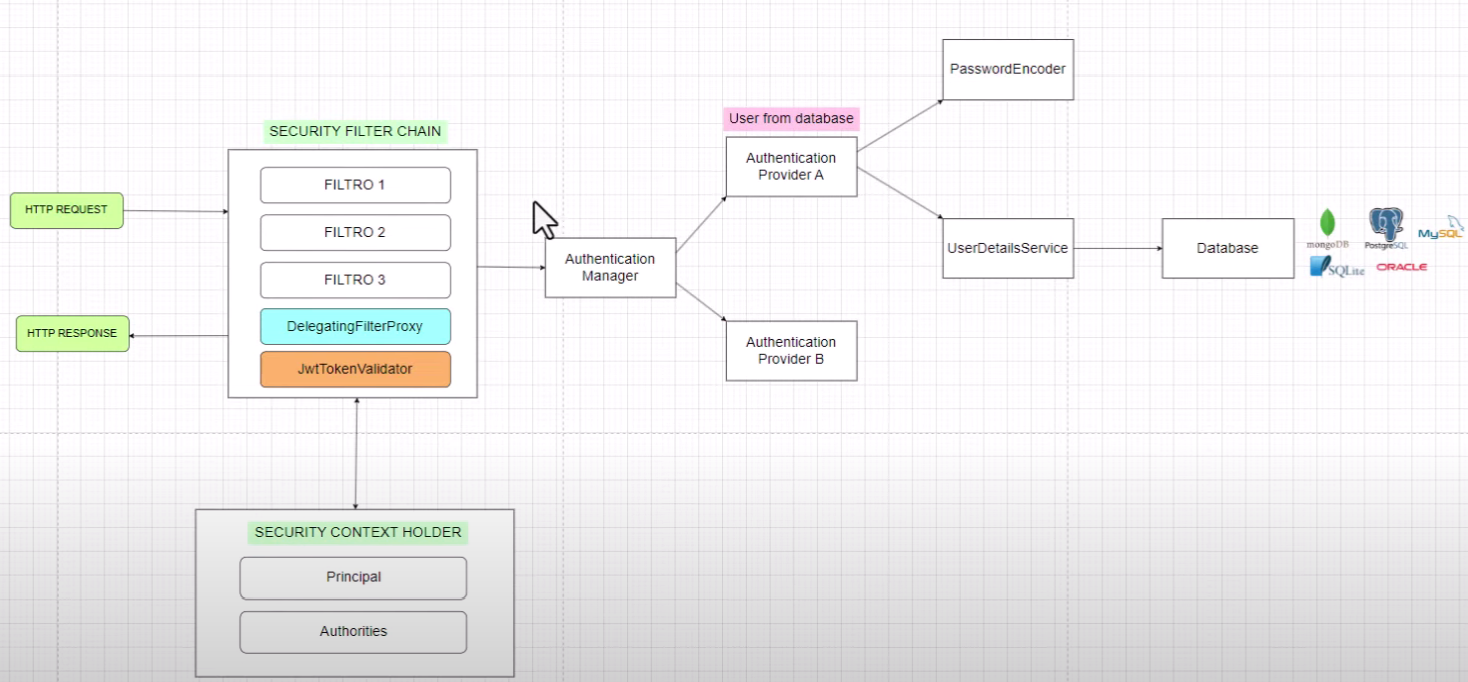 SECURITY FILTER CHAIN
HTTP REQUEST
HTTP RESPONSE
FILTRO 1
FILTRO 2
FILTRO 3
DelegatingFilterProxy
JwtTokenValidator
SECURITY CONTEXT HOLDER
Principal
Authorities
Authentication
Manager
User from database
Authentication
Provider A
Authentication
Provider B
PasswordEncoder
UserDetailsService
Database
mongoDB
PostgreSQL
MySQL
SQLite
ORACLE